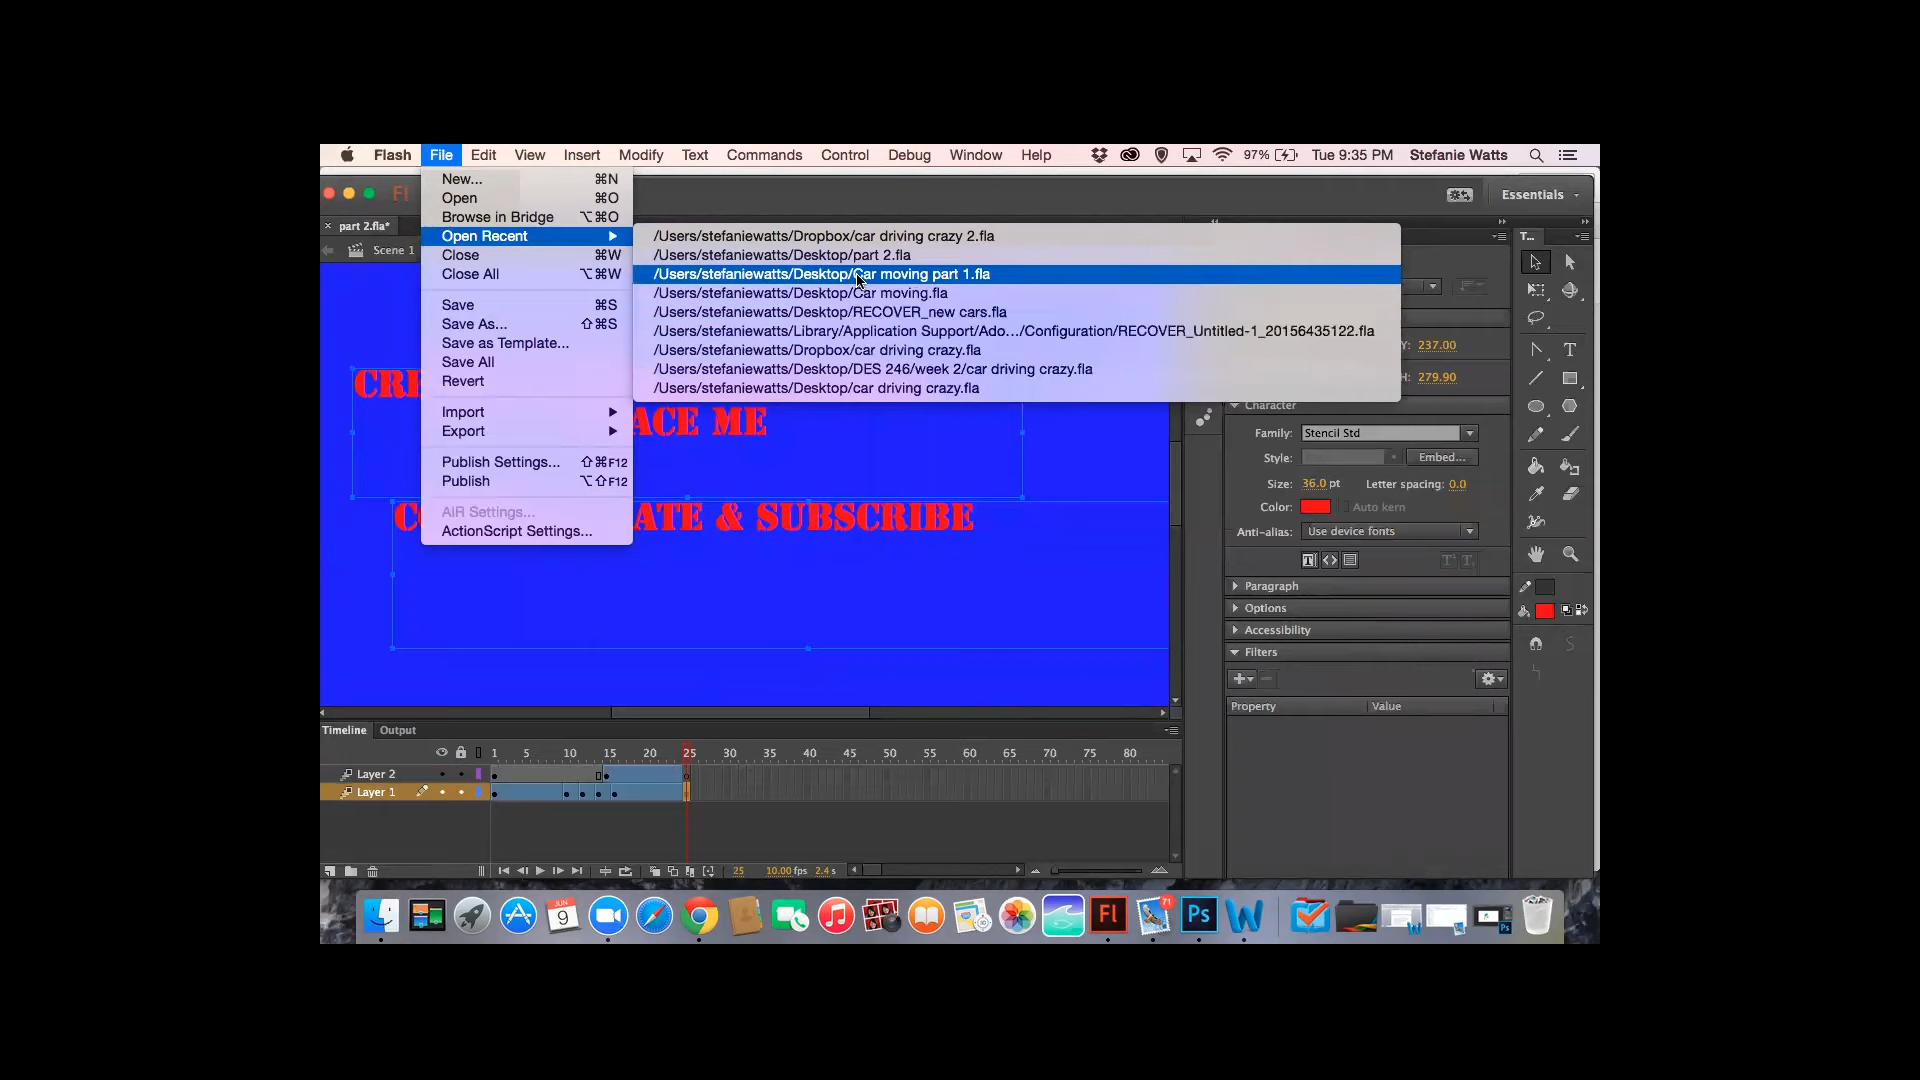 Flash File Edit View Insert Modify Text Commands Control Debug Window Help 97% Tue 9:35 PM Stefanie Watts
New... ⌘N
Open ⌘O
Browse in Bridge ⌥⌘O
Open Recent
Close ⌘W
Close All ⌥⌘W
Save ⌘S
Save As... ⇧⌘S
Save as Template...
Save All
Revert
Import
Export
Publish Settings... ⇧⌘F12
Publish ⌥⇧F12
AIR Settings...
ActionScript Settings...
/Users/stefaniewatts/Dropbox/car driving crazy 2.fla
/Users/stefaniewatts/Desktop/part 2.fla
/Users/stefaniewatts/Desktop/Car moving part 1.fla
/Users/stefaniewatts/Desktop/Car moving.fla
/Users/stefaniewatts/Desktop/RECOVER_new cars.fla
/Users/stefaniewatts/Library/Application Support/Ado.../Configuration/RECOVER_Untitled-1_20156435122.fla
/Users/stefaniewatts/Dropbox/car driving crazy.fla
/Users/stefaniewatts/Desktop/DES 246/week 2/car driving crazy.fla
/Users/stefaniewatts/Desktop/car driving crazy.fla
Fl
Essentials
part 2.fla*
Scene 1
T...
ACE ME
ATE & SUBSCRIBE
Y: 237.00
H: 279.90
Character
Family: Stencil Std
Style: Embed...
Size: 36.0 pt Letter spacing: 0.0
Color: Auto kern
Anti-alias: Use device fonts
Paragraph
Options
Accessibility
Filters
Property Value
Timeline Output
1 5 10 15 20 25 30 35 40 45 50 55 60 65 70 75 80
Layer 2
Layer 1
25 10.00 fps 2.4 s
JUN
9
Fl
71
Ps
W